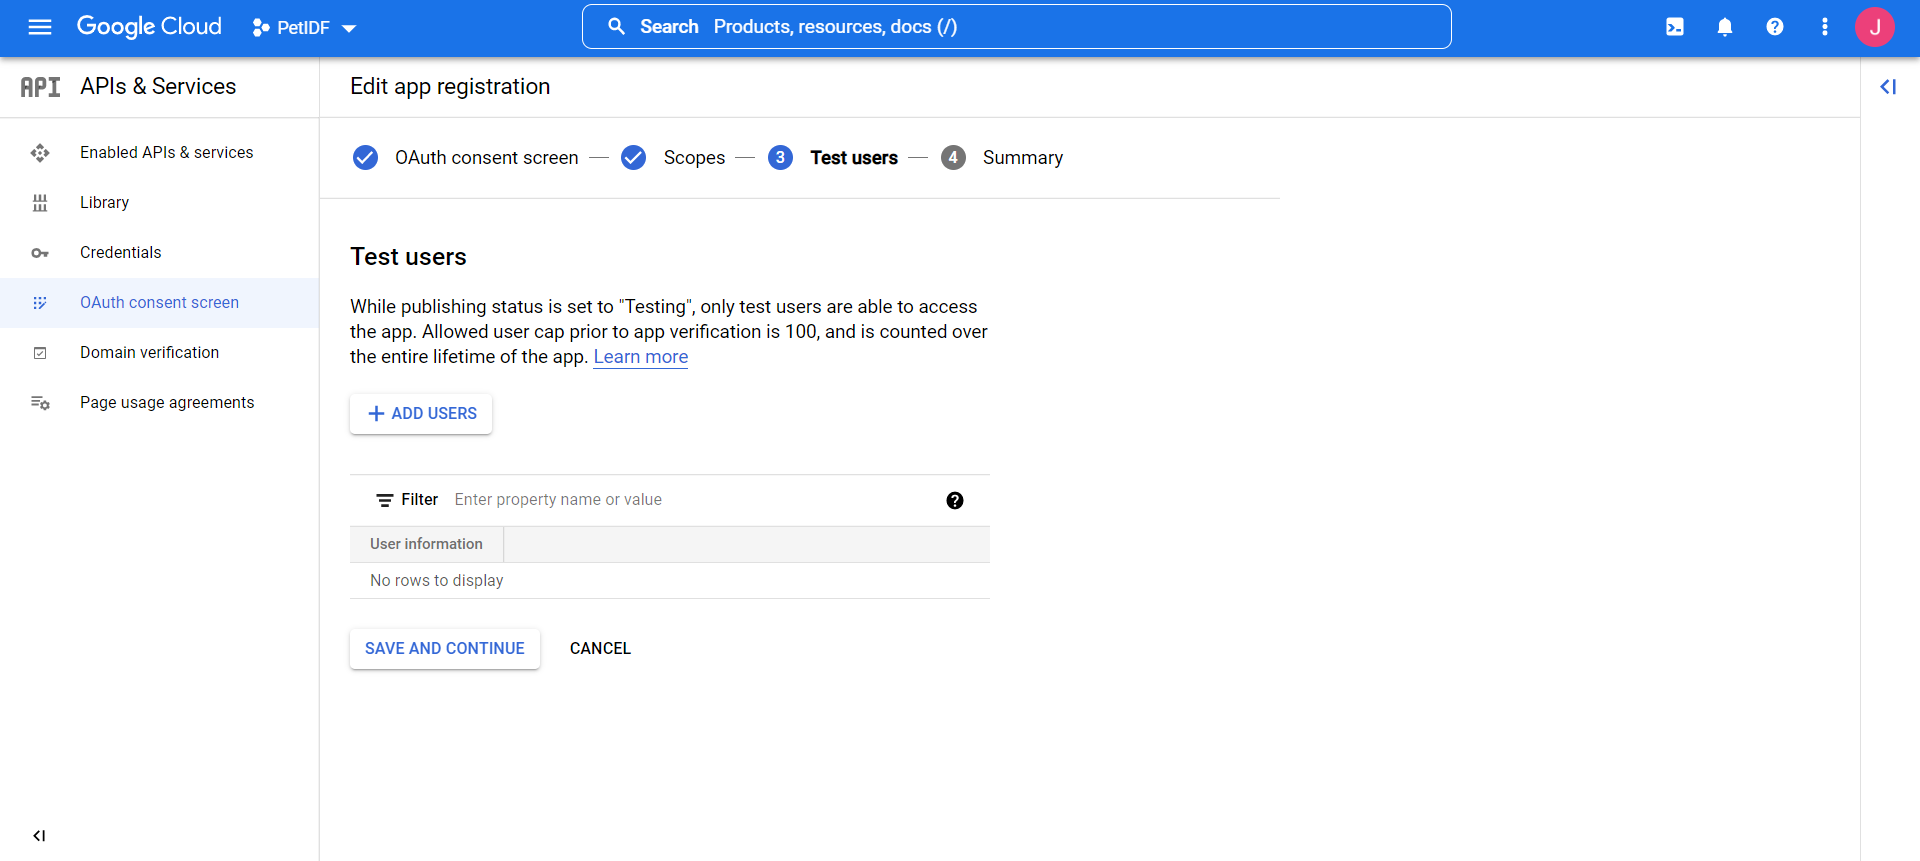 Google Cloud
PetIDF
Search Products, resources, docs (/)
J
API APIs & Services
Enabled APIs & services
Library
Credentials
OAuth consent screen
Domain verification
Page usage agreements
Edit app registration
OAuth consent screen
Scopes
3 Test users
4 Summary
Test users
While publishing status is set to "Testing", only test users are able to access
the app. Allowed user cap prior to app verification is 100, and is counted over
the entire lifetime of the app. Learn more
ADD USERS
Filter Enter property name or value
User information
No rows to display
SAVE AND CONTINUE
CANCEL